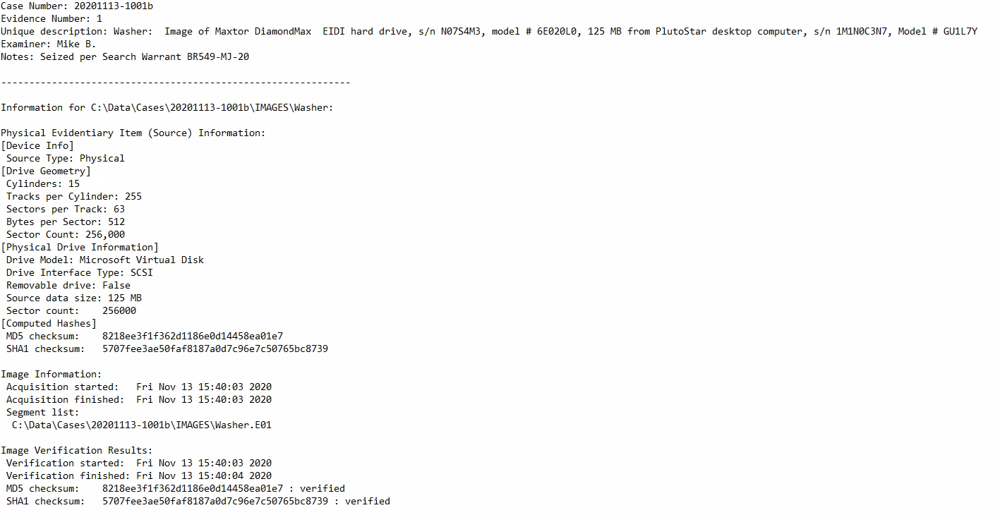 Case Number: 20201113-1001b
Evidence Number: 1
Unique description: Washer:  Image of Maxtor DiamondMax  EIDI hard drive, s/n N07S4M3, model # 6E020L0, 125 MB from PlutoStar desktop computer, s/n 1M1N0C3N7, Model # GU1L7Y
Examiner: Mike B.
Notes: Seized per Search Warrant BR549-MJ-20

--------------------------------------------------------------

Information for C:\Data\Cases\20201113-1001b\IMAGES\Washer:

Physical Evidentiary Item (Source) Information:
[Device Info]
 Source Type: Physical
[Drive Geometry]
 Cylinders: 15
 Tracks per Cylinder: 255
 Sectors per Track: 63
 Bytes per Sector: 512
 Sector Count: 256,000
[Physical Drive Information]
 Drive Model: Microsoft Virtual Disk
 Drive Interface Type: SCSI
 Removable drive: False
 Source data size: 125 MB
 Sector count:    256000
[Computed Hashes]
 MD5 checksum:    8218ee3f1f362d1186e0d14458ea01e7
 SHA1 checksum:   5707fee3ae50faf8187a0d7c96e7c50765bc8739

Image Information:
 Acquisition started:   Fri Nov 13 15:40:03 2020
 Acquisition finished:  Fri Nov 13 15:40:03 2020
 Segment list:
  C:\Data\Cases\20201113-1001b\IMAGES\Washer.E01

Image Verification Results:
 Verification started:  Fri Nov 13 15:40:03 2020
 Verification finished: Fri Nov 13 15:40:04 2020
 MD5 checksum:    8218ee3f1f362d1186e0d14458ea01e7 : verified
 SHA1 checksum:   5707fee3ae50faf8187a0d7c96e7c50765bc8739 : verified